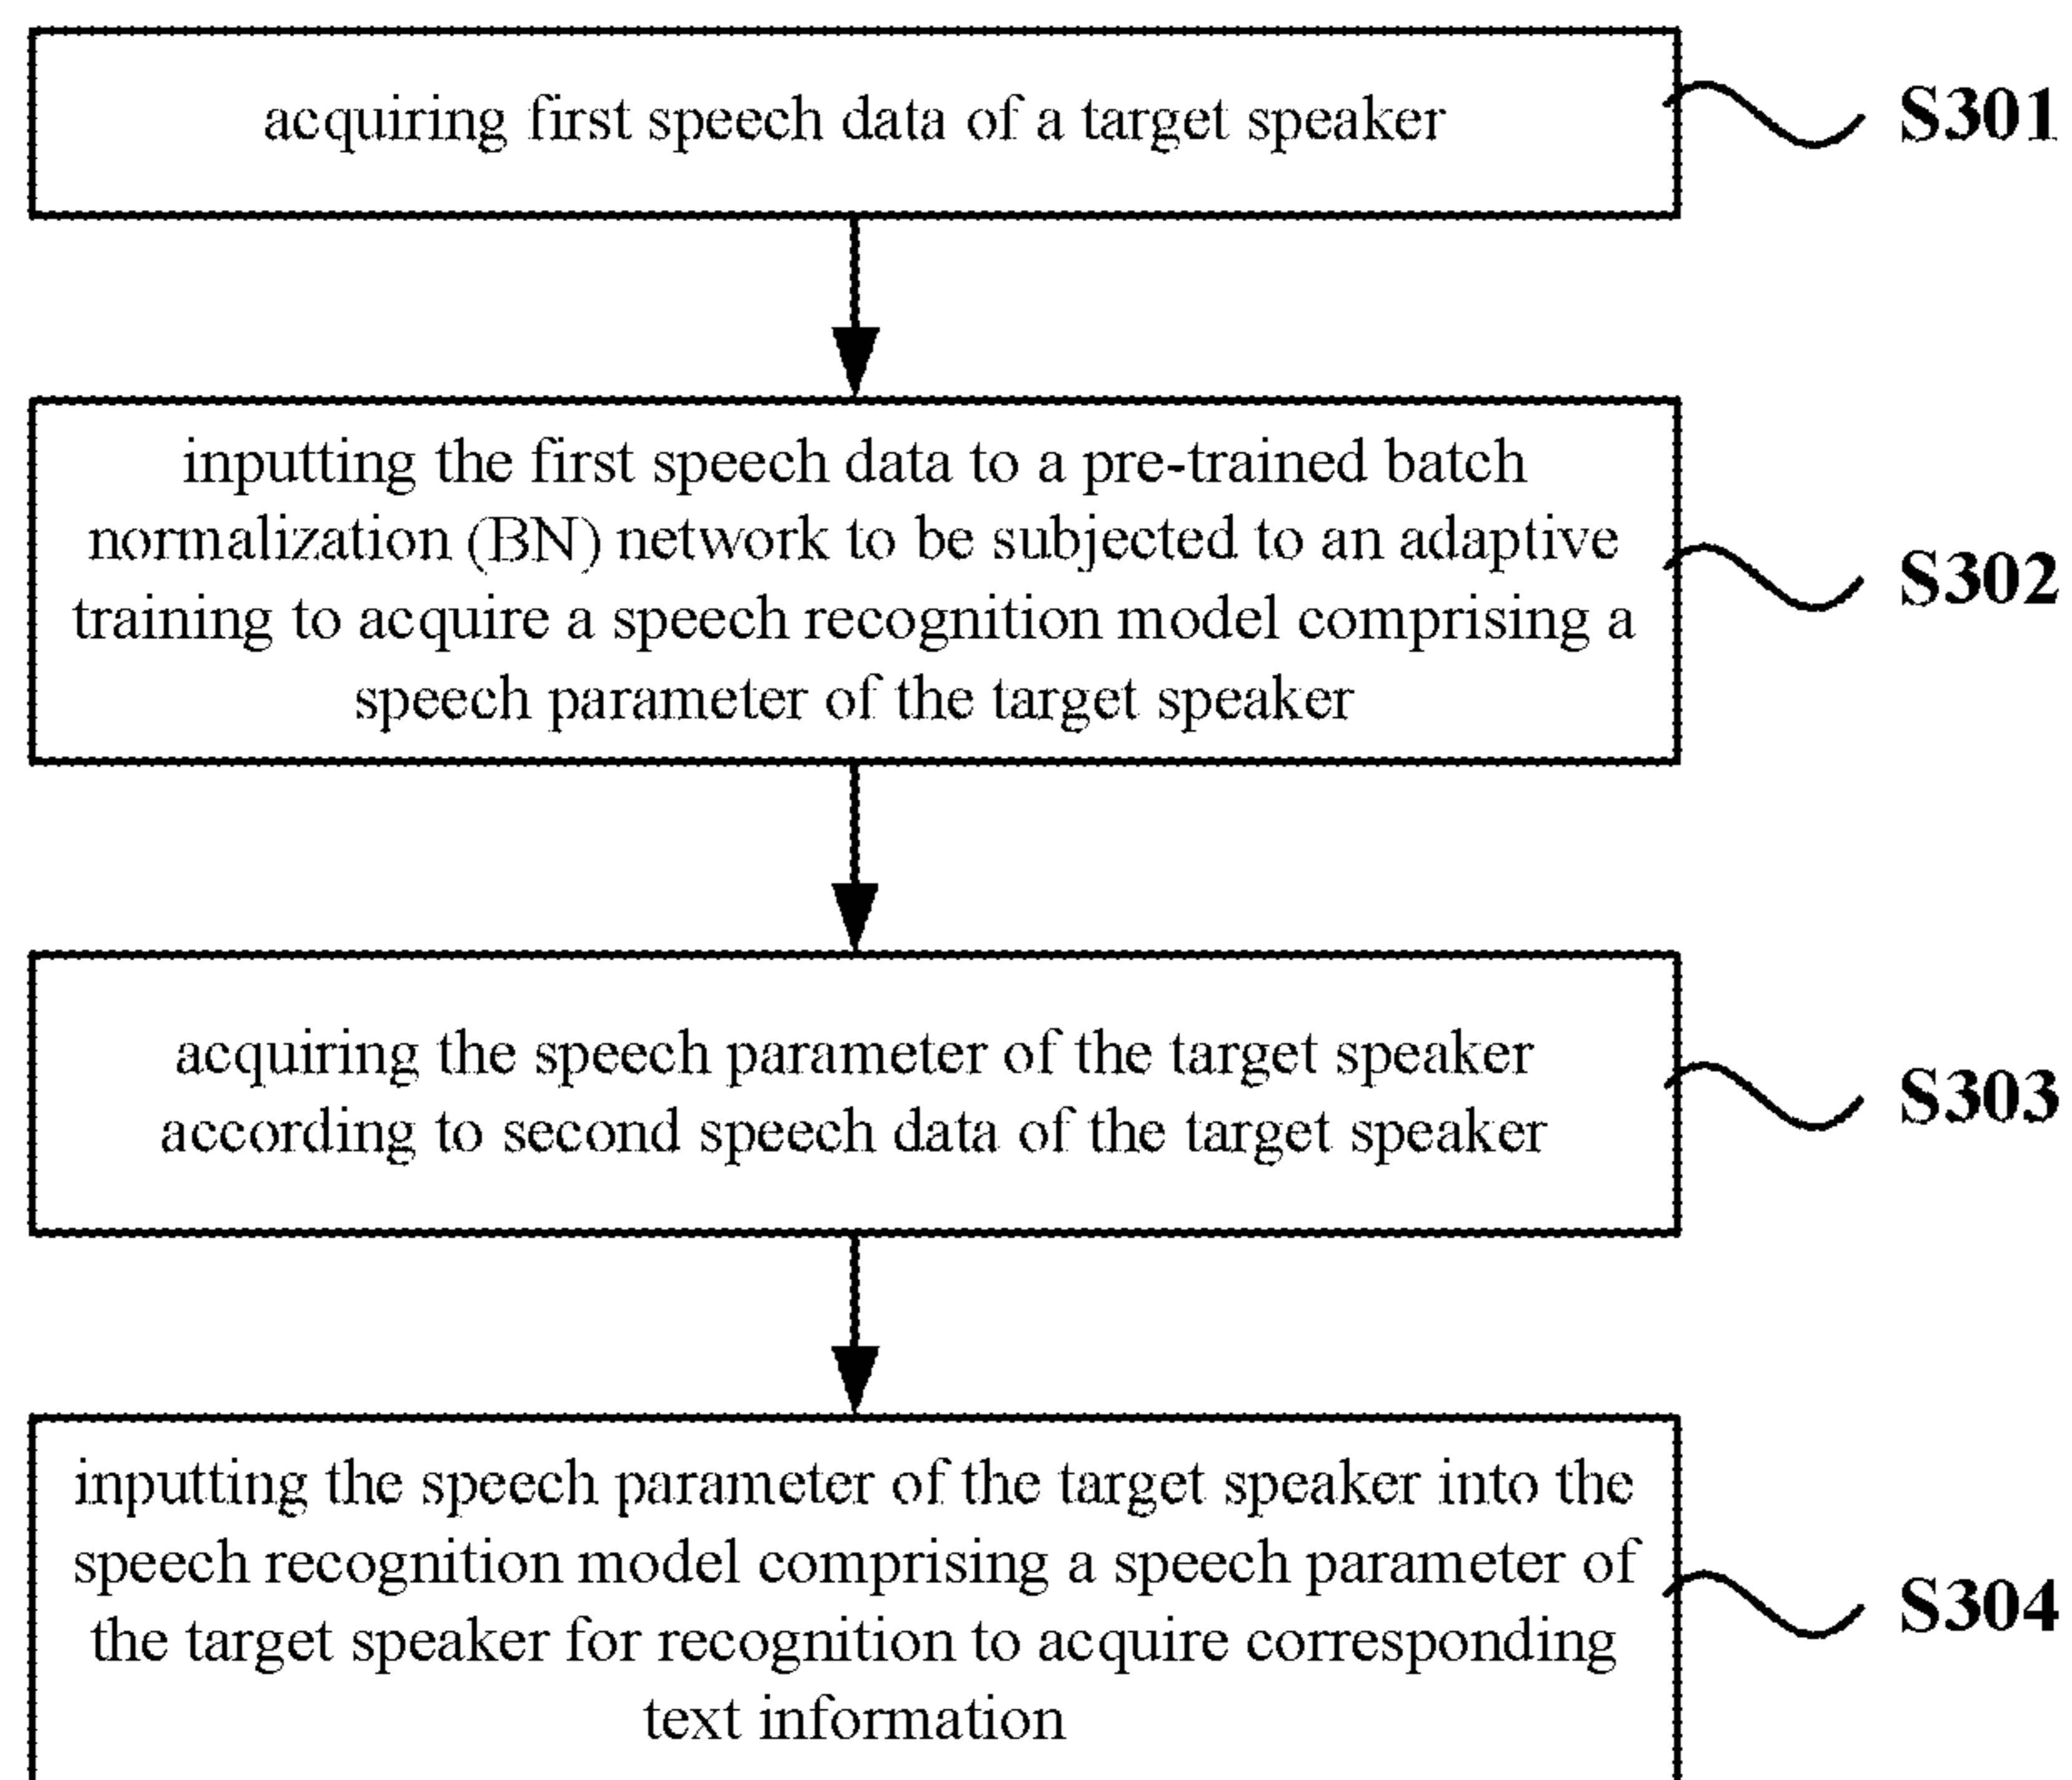 acquiring first speech data of a target speaker
S301
inputting the first speech data to a pre-trained batch
normalization (BN) network to be subjected to an adaptive
training to acquire a speech recognition model comprising a
speech parameter of the target speaker
S302
acquiring the speech parameter of the target speaker
according to second speech data of the target speaker
S303
inputting the speech parameter of the target speaker into the
speech recognition model comprising a speech parameter of
the target speaker for recognition to acquire corresponding
text information
S304